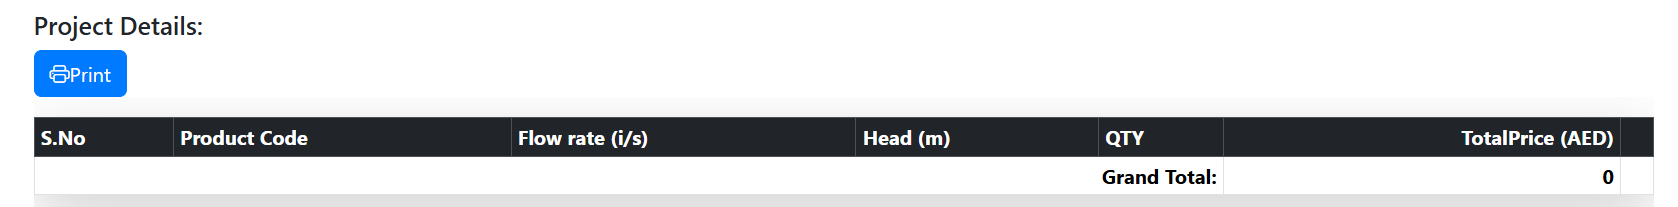 Project Details:
Print
S.No Product Code Flow rate (i/s) Head (m) QTY TotalPrice (AED)
Grand Total: 0